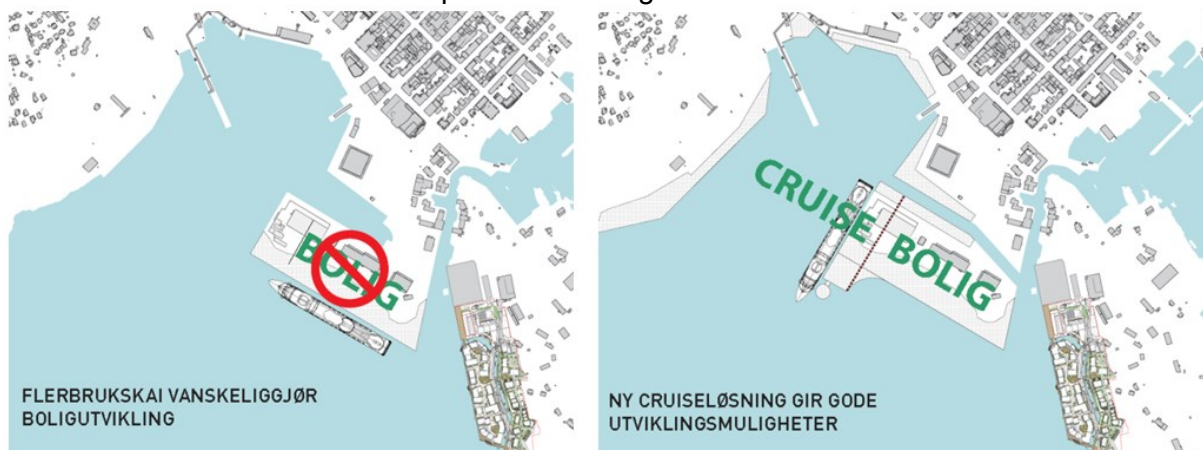 BOLIG
FLERBRUKSKAI VANSKELIGGJØR
BOLIGUTVIKLING
CRUISE
BOLIG
NY CRUISELØSNING GIR GODE
UTVIKLINGSMULIGHETER